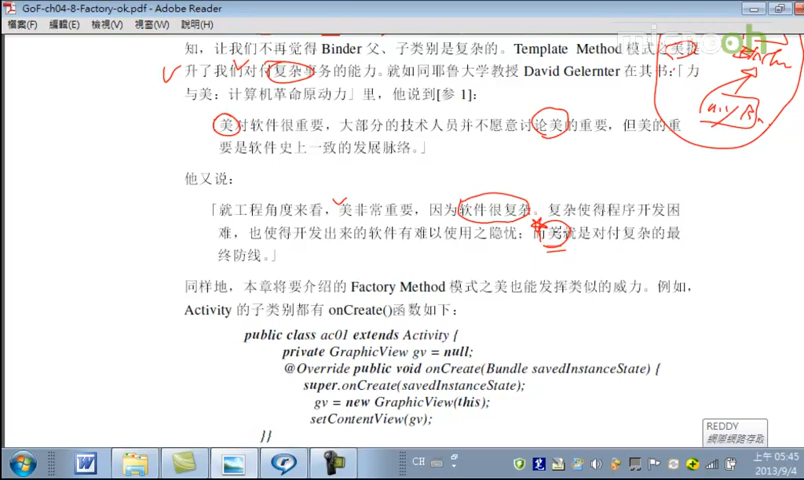 GoF-ch04-8-Factory-ok.pdf - Adobe Reader
檔案(F) 編輯(E) 檢視(V) 視窗(W) 說明(H)
知，让我们不再觉得 Binder 父、子类别是复杂的。Template Method 模式之美提
升了我们对付复杂事务的能力。就如同耶鲁大学教授 David Gelernter 在其书:「力
与美：计算机革命原动力」里，他说到[参 1]:
「美对软件很重要，大部分的技术人员并不愿意讨论美的重要，但美的重
要是软件史上一致的发展脉络。」
他又说：
「就工程角度来看，美非常重要，因为软件很复杂。复杂使得程序开发困
难，也使得开发出来的软件有难以使用之隐忧；而美就是对付复杂的最
终防线。」
同样地，本章将要介绍的 Factory Method 模式之美也能发挥类似的威力。例如，
Activity 的子类别都有 onCreate()函数如下：
public class ac01 extends Activity {
private GraphicView gv = null;
@Override public void onCreate(Bundle savedInstanceState) {
super.onCreate(savedInstanceState);
gv = new GraphicView(this);
setContentView(gv);
}}
REDDY
網際網路存取
CH
上午 05:45
2013/9/4